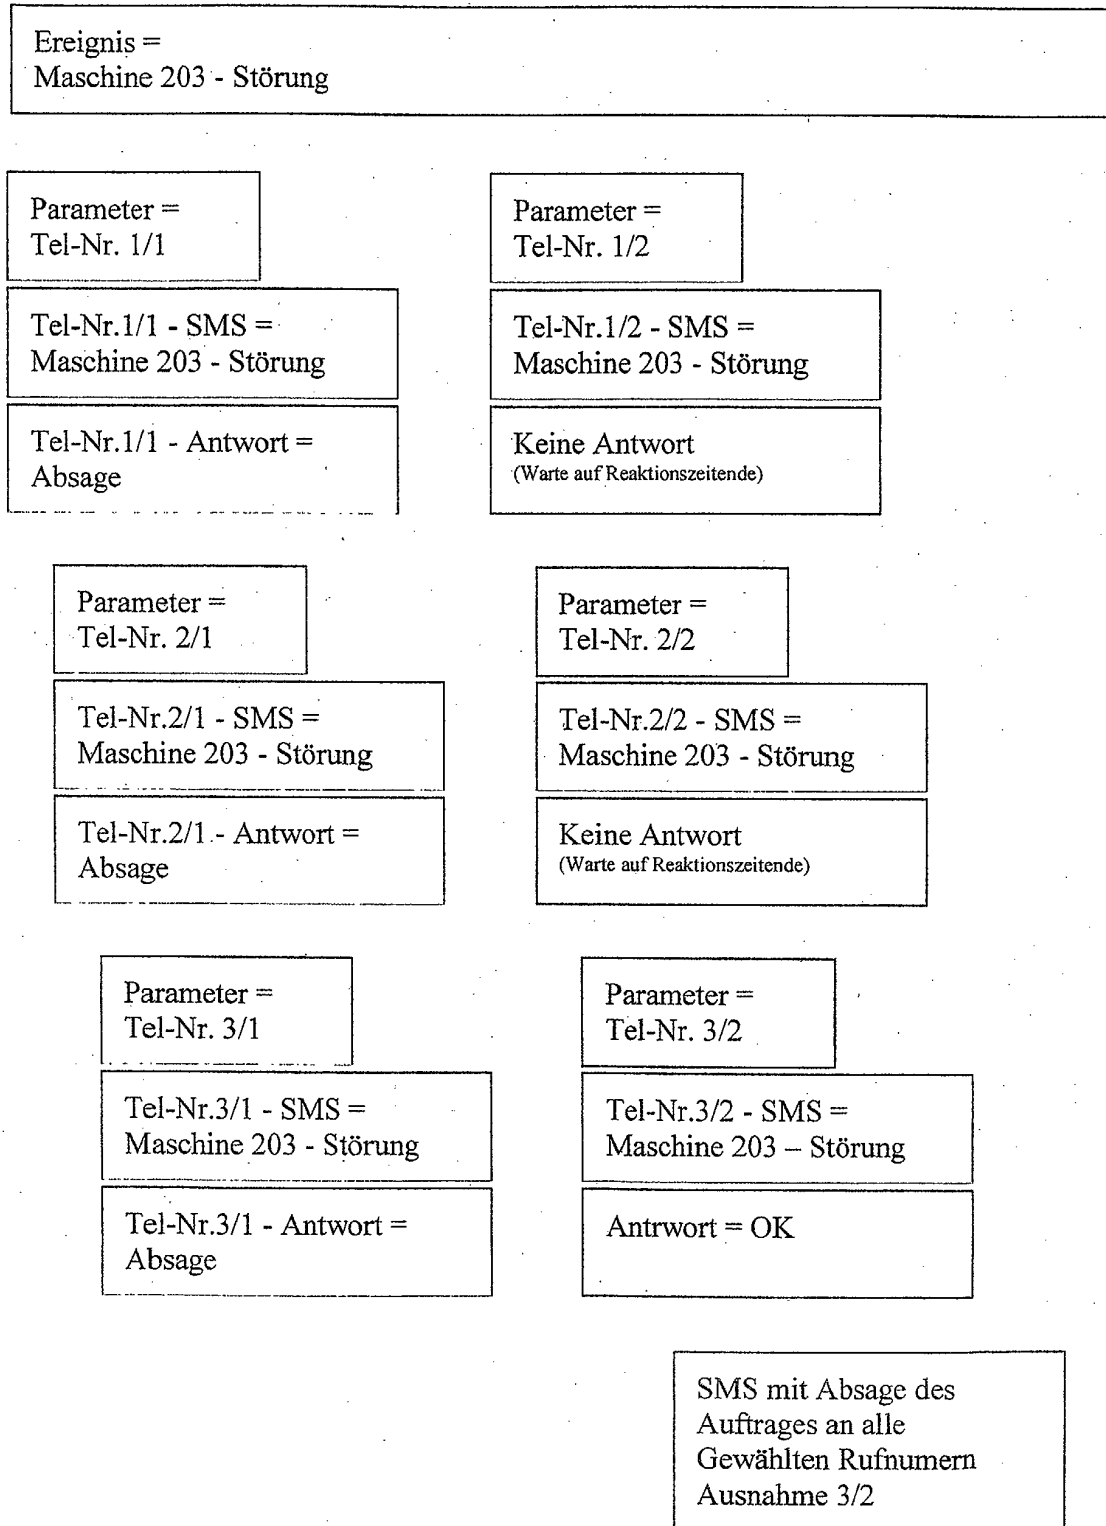 Ereignis =
Maschine 203 - Störung
Parameter =
Tel-Nr. 1/1
Tel-Nr.1/1 - SMS =
Maschine 203 - Störung
Tel-Nr.1/1 - Antwort =
Absage
Parameter =
Tel-Nr. 1/2
Tel-Nr.1/2 - SMS =
Maschine 203 - Störung
Keine Antwort
(Warte auf Reaktionszeitende)
Parameter =
Tel-Nr. 2/1
Tel-Nr.2/1 - SMS =
Maschine 203 - Störung
Tel-Nr.2/1 - Antwort =
Absage
Parameter =
Tel-Nr. 2/2
Tel-Nr.2/2 - SMS =
Maschine 203 - Störung
Keine Antwort
(Warte auf Reaktionszeitende)
Parameter =
Tel-Nr. 3/1
Tel-Nr.3/1 - SMS =
Maschine 203 - Störung
Tel-Nr.3/1 - Antwort =
Absage
Parameter =
Tel-Nr. 3/2
Tel-Nr.3/2 - SMS =
Maschine 203 – Störung
Antrwort = OK
SMS mit Absage des
Auftrages an alle
Gewählten Rufnumern
Ausnahme 3/2